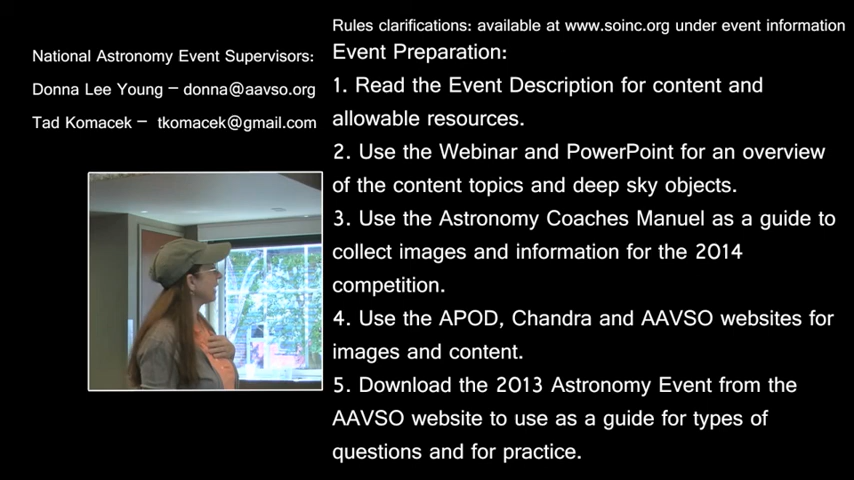 Rules clarifications: available at www.soinc.org under event information
National Astronomy Event Supervisors:
Donna Lee Young – donna@aavso.org
Tad Komacek – tkomacek@gmail.com
Event Preparation:
1. Read the Event Description for content and
allowable resources.
2. Use the Webinar and PowerPoint for an overview
of the content topics and deep sky objects.
3. Use the Astronomy Coaches Manuel as a guide to
collect images and information for the 2014
competition.
4. Use the APOD, Chandra and AAVSO websites for
images and content.
5. Download the 2013 Astronomy Event from the
AAVSO website to use as a guide for types of
questions and for practice.